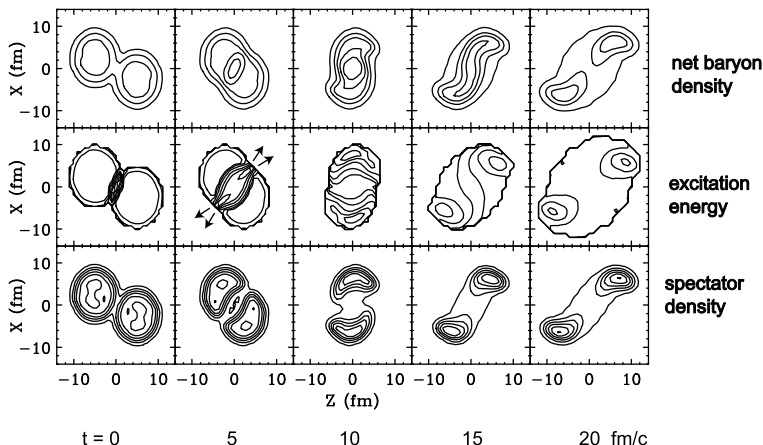 10
0
−10
X (fm)
net baryon
density
10
0
−10
X (fm)
excitation
energy
10
0
−10
X (fm)
spectator
density
−10 0 10 −10 0 10 −10 0 10 −10 0 10 −10 0 10
Z (fm)
t = 0 5 10 15 20 fm/c